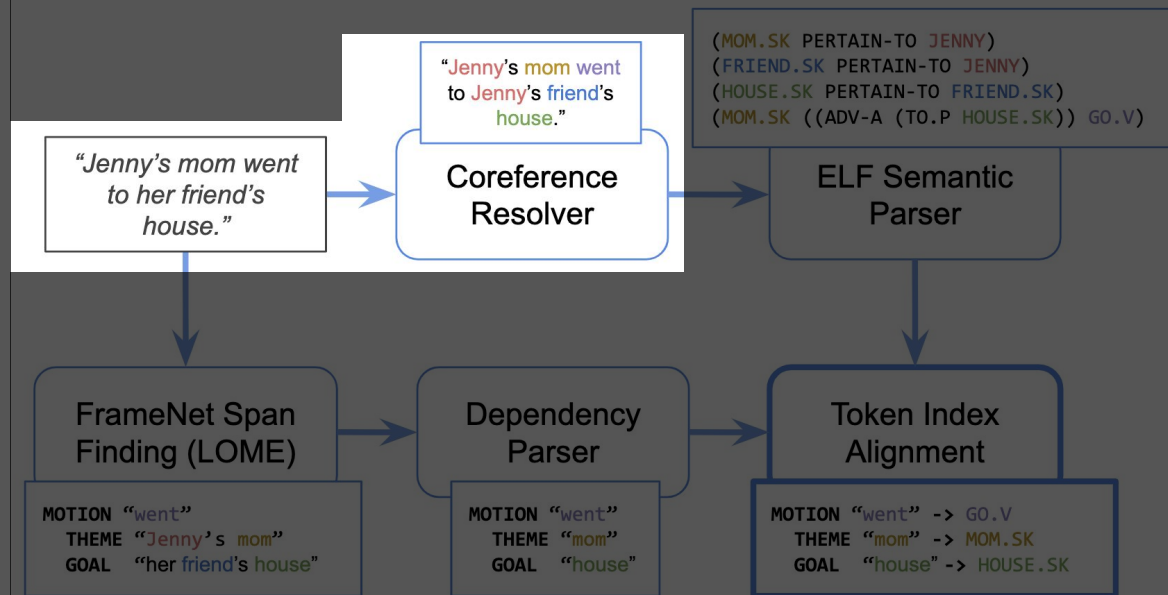 (MOM.SK PERTAIN-TO JENNY)
(FRIEND.SK PERTAIN-TO JENNY)
(HOUSE.SK PERTAIN-TO FRIEND.SK)
(MOM.SK ((ADV-A (TO.P HOUSE.SK)) GO.V)
“Jenny’s mom went
to Jenny’s friend’s
house.”
“Jenny’s mom went
to her friend’s
house.”
Coreference
Resolver
ELF Semantic
Parser
FrameNet Span
Finding (LOME)
Dependency
Parser
Token Index
Alignment
MOTION “went”
THEME “Jenny’s mom”
GOAL “her friend’s house”
MOTION “went”
THEME “mom”
GOAL “house”
MOTION “went” -> GO.V
THEME “mom” -> MOM.SK
GOAL “house” -> HOUSE.SK